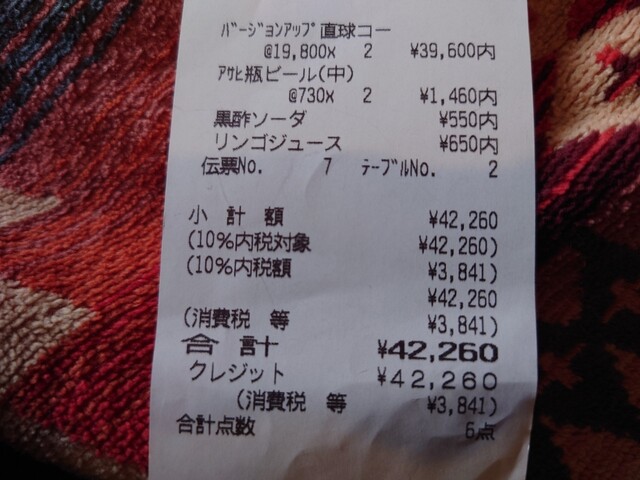 ﾊﾞｰｼﾞｮﾝｱｯﾌﾟ直球コー
@19,800x 2 ¥39,600内
ｱｻﾋ瓶ビール(中)
@730x 2 ¥1,460内
黒酢ソーダ ¥550内
リンゴジュース ¥650内
伝票No. 7 ﾃｰﾌﾞﾙNo. 2
小 計 額 ¥42,260
(10%内税対象 ¥42,260)
(10%内税額 ¥3,841)
¥42,260
(消費税 等 ¥3,841)
合 計 ¥42,260
クレジット ¥42,260
(消費税 等 ¥3,841)
合計点数 6点